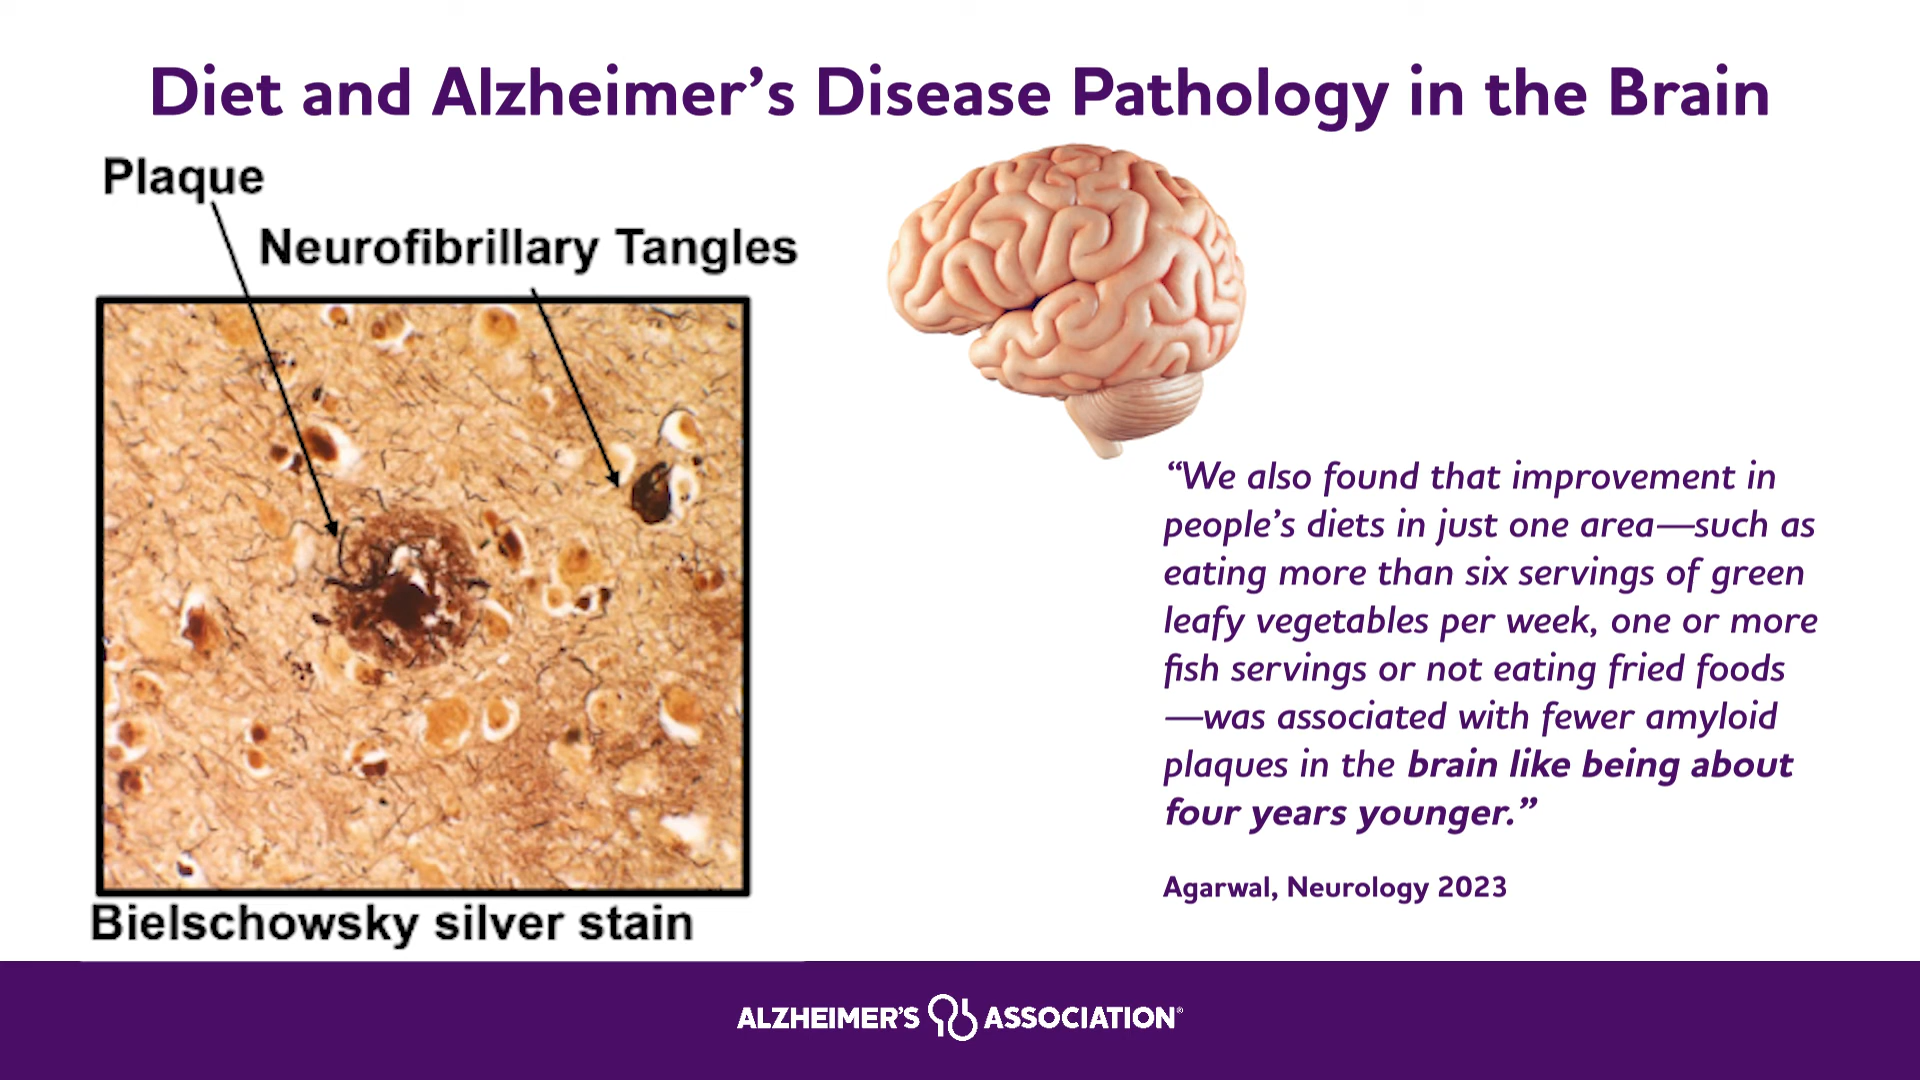 Diet and Alzheimer’s Disease Pathology in the Brain
Plaque
Neurofibrillary Tangles
Bielschowsky silver stain
“We also found that improvement in
people’s diets in just one area—such as
eating more than six servings of green
leafy vegetables per week, one or more
fish servings or not eating fried foods
—was associated with fewer amyloid
plaques in the brain like being about
four years younger.”
Agarwal, Neurology 2023
ALZHEIMER’S ASSOCIATION®